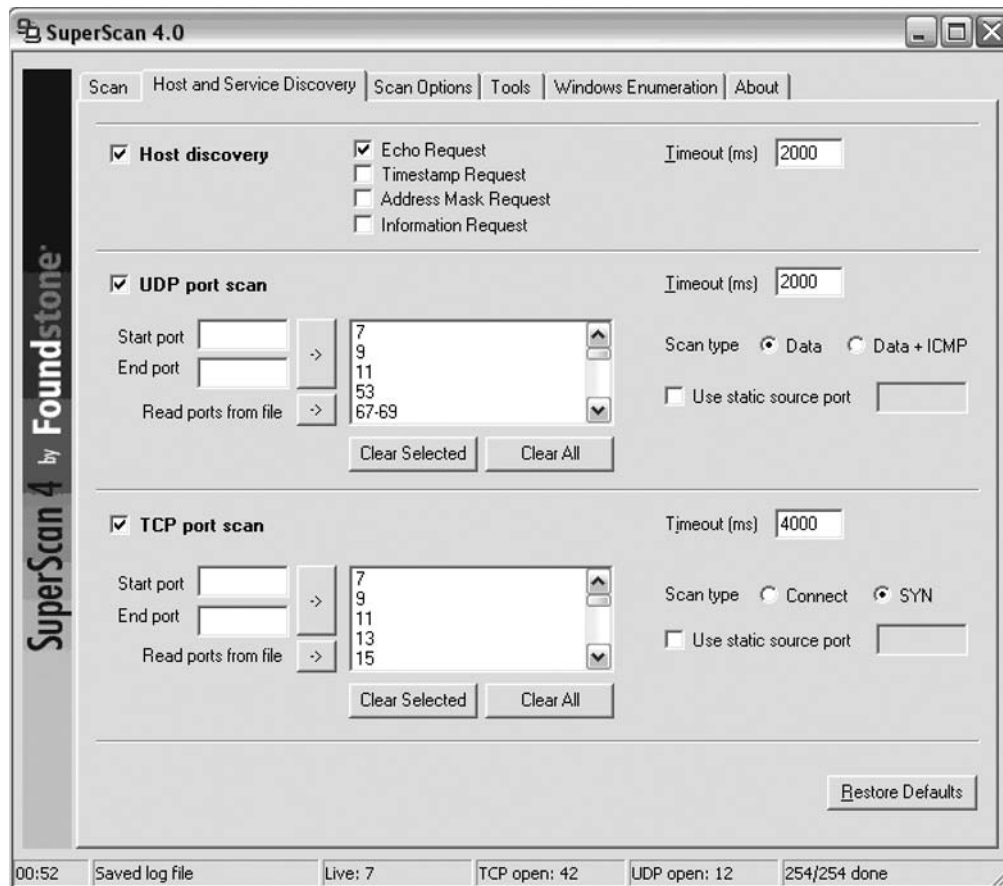 SuperScan 4.0
Scan Host and Service Discovery Scan Options Tools Windows Enumeration About
Host discovery
Echo Request
Timestamp Request
Address Mask Request
Information Request
Timeout (ms) 2000
UDP port scan
Timeout (ms) 2000
Start port
End port
->
Read ports from file ->
7
9
11
53
67-69
Clear Selected Clear All
Scan type Data Data + ICMP
Use static source port
TCP port scan
Timeout (ms) 4000
Start port
End port
->
Read ports from file ->
7
9
11
13
15
Clear Selected Clear All
Scan type Connect SYN
Use static source port
Restore Defaults
SuperScan 4 by Foundstone
00:52 Saved log file Live: 7 TCP open: 42 UDP open: 12 254/254 done